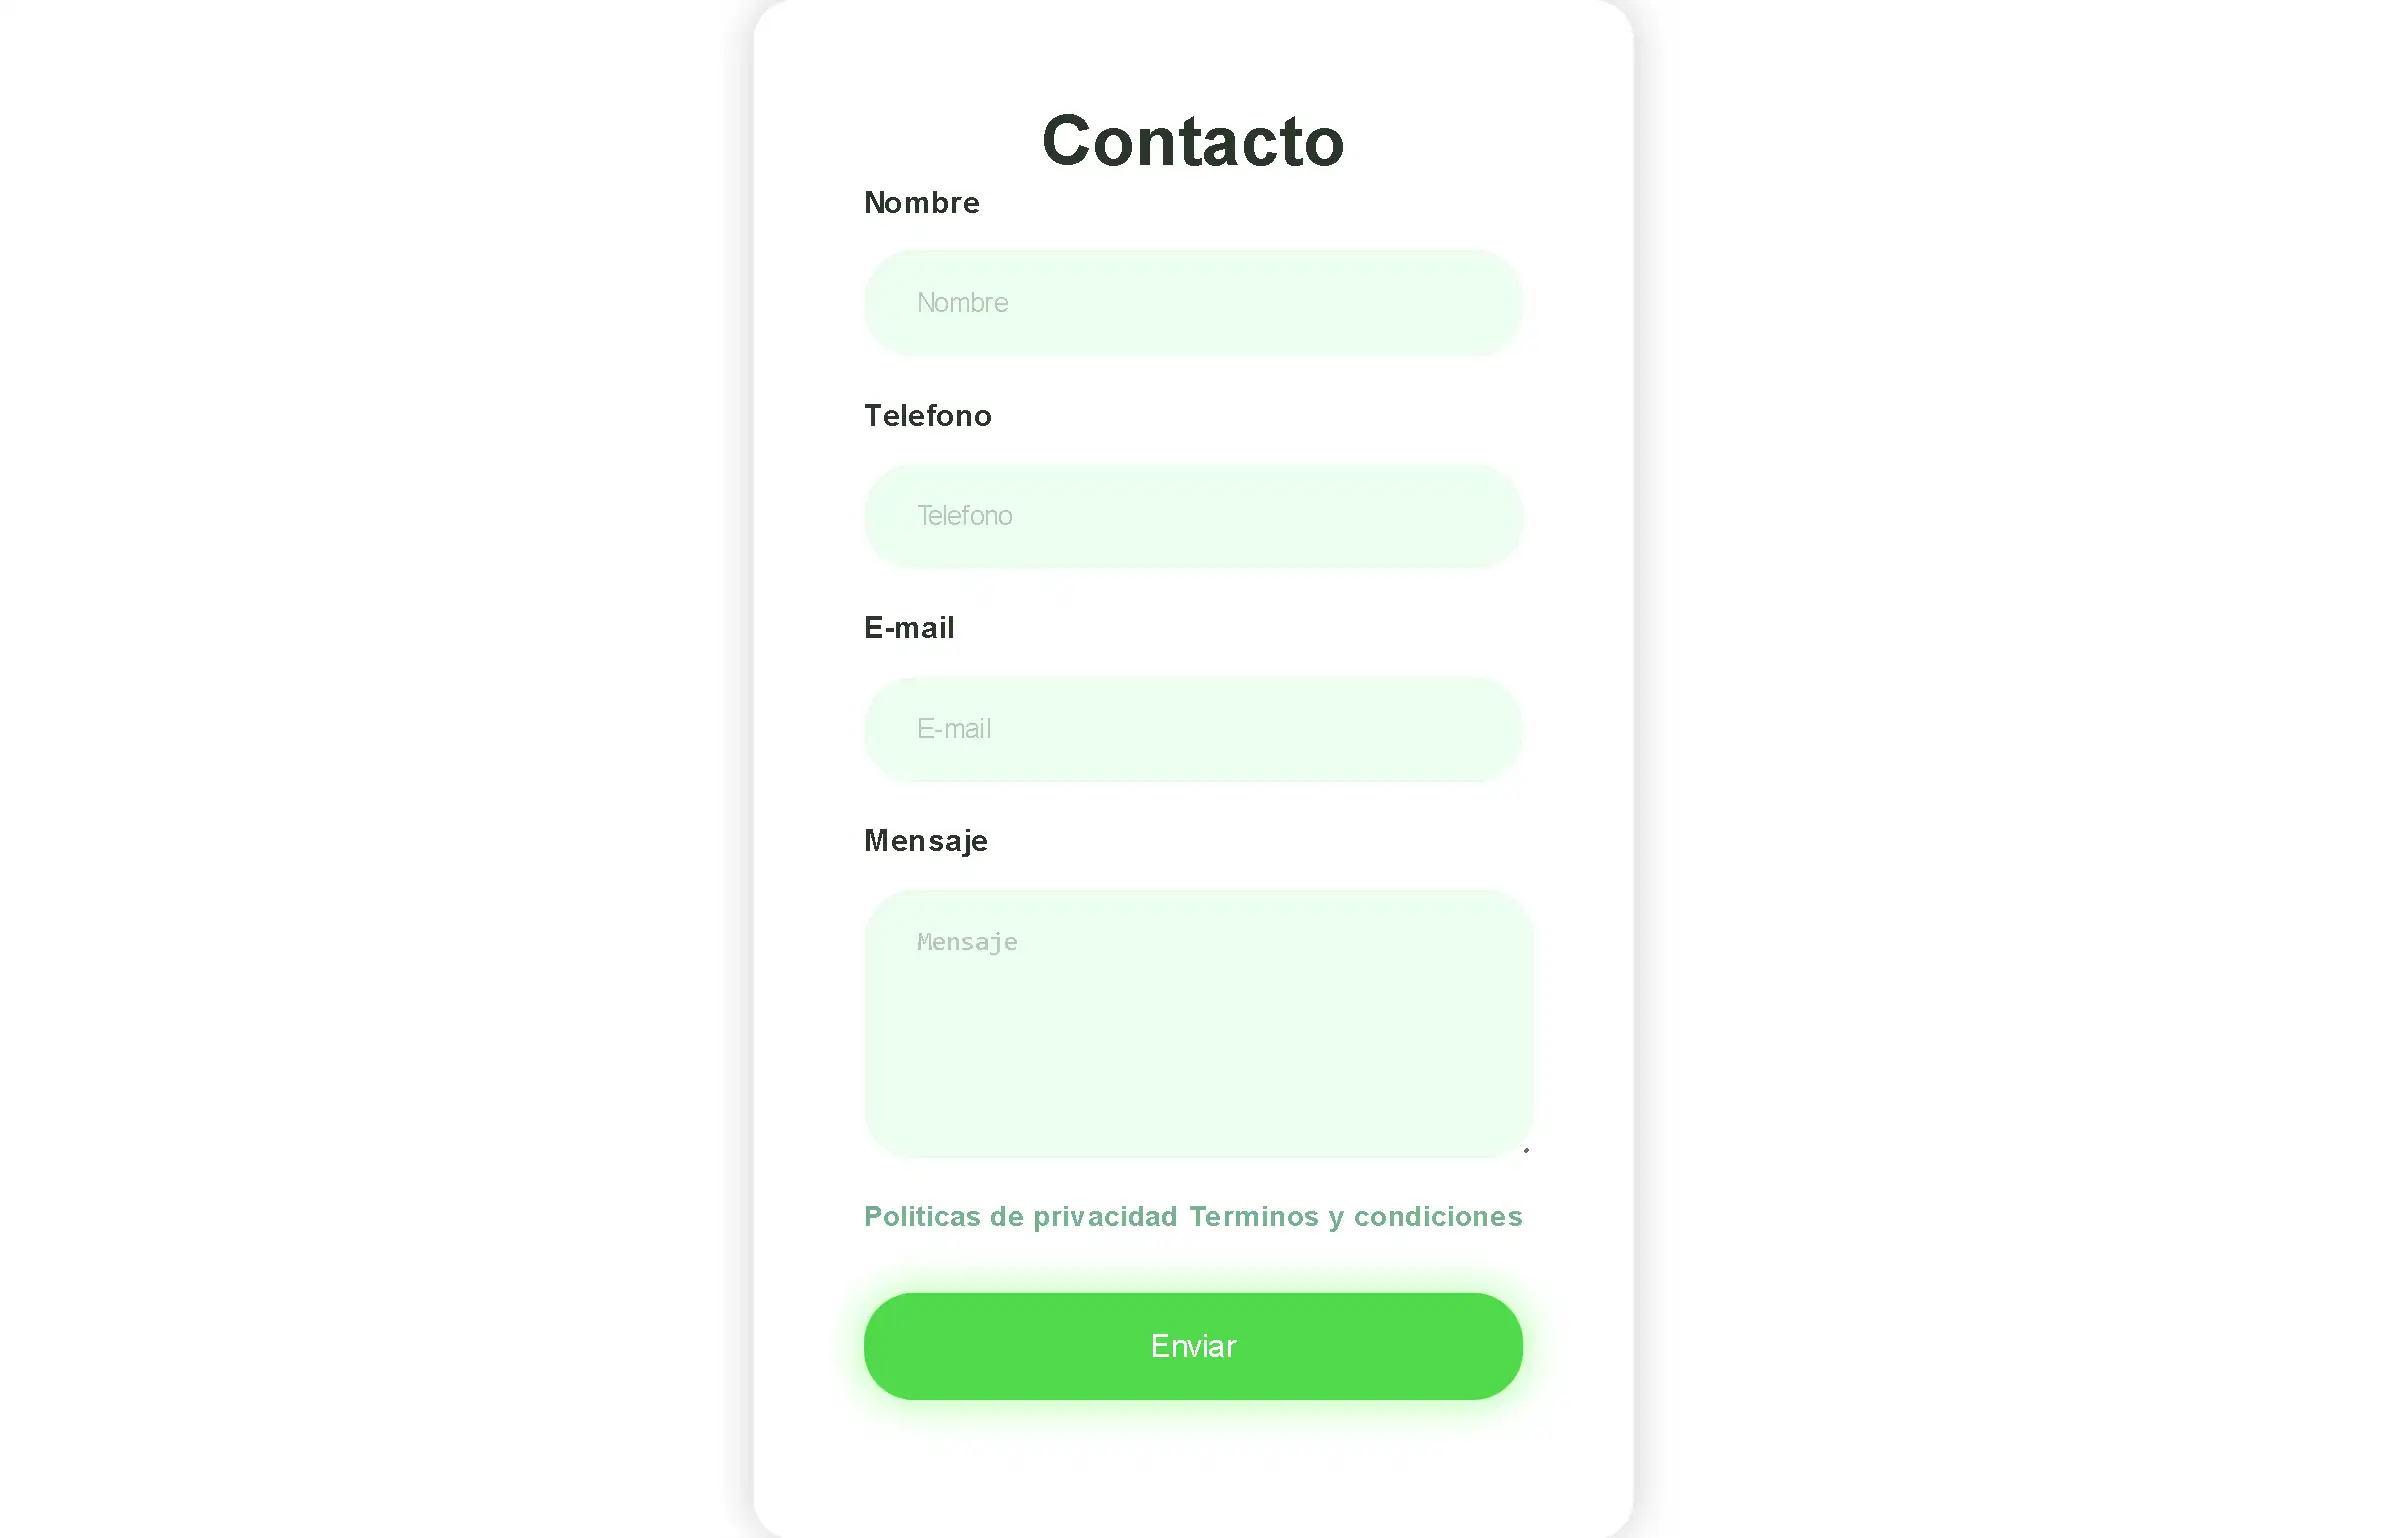 Contacto
Nombre
Nombre
Telefono
Telefono
E-mail
E-mail
Mensaje
Mensaje
Politicas de privacidad Terminos y condiciones
Enviar